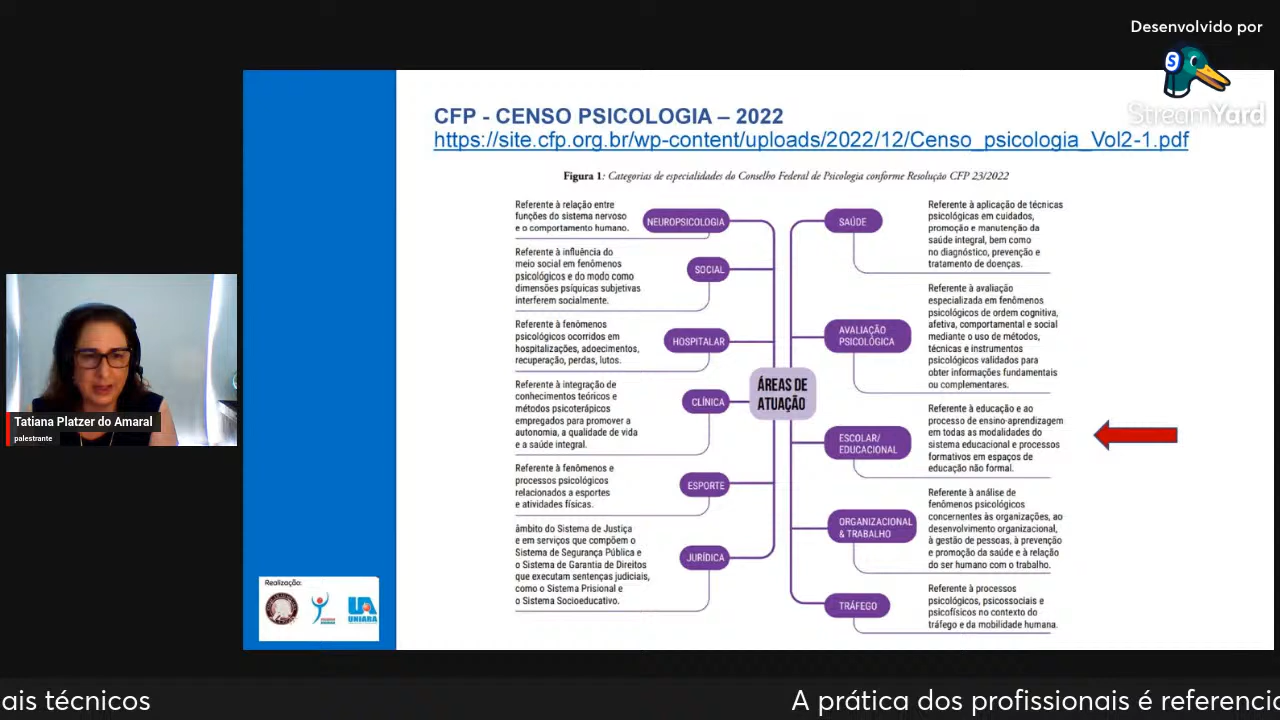 Desenvolvido por
StreamYard
CFP - CENSO PSICOLOGIA – 2022
https://site.cfp.org.br/wp-content/uploads/2022/12/Censo_psicologia_Vol2-1.pdf
Figura 1: Categorias de especialidades do Conselho Federal de Psicologia conforme Resolução CFP 23/2022
Referente à relação entre
funções do sistema nervoso
e o comportamento humano.
NEUROPSICOLOGIA
Referente à influência do
meio social em fenômenos
psicológicos e do modo como
dimensões psíquicas subjetivas
interferem socialmente.
SOCIAL
Referente à fenômenos
psicológicos ocorridos em
hospitalizações, adoecimentos,
recuperação, perdas, lutos.
HOSPITALAR
Referente à integração de
conhecimentos teóricos e
métodos psicoterápicos
empregados para promover a
autonomia, a qualidade de vida
e a saúde integral.
CLÍNICA
Referente à fenômenos e
processos psicológicos
relacionados a esportes
e atividades físicas.
ESPORTE
âmbito do Sistema de Justiça
e em serviços que compõem o
Sistema de Segurança Pública e
o Sistema de Garantia de Direitos
que executam sentenças judiciais,
como o Sistema Prisional e
o Sistema Socioeducativo.
JURÍDICA
ÁREAS DE
ATUAÇÃO
SAÚDE
Referente à aplicação de técnicas
psicológicas em cuidados,
promoção e manutenção da
saúde integral, bem como
no diagnóstico, prevenção e
tratamento de doenças.
AVALIAÇÃO
PSICOLÓGICA
Referente à avaliação
especializada em fenômenos
psicológicos de ordem cognitiva,
afetiva, comportamental e social
mediante o uso de métodos,
técnicas e instrumentos
psicológicos validados para
obter informações fundamentais
ou complementares.
ESCOLAR/
EDUCACIONAL
Referente à educação e ao
processo de ensino-aprendizagem
em todas as modalidades do
sistema educacional e processos
formativos em espaços de
educação não formal.
ORGANIZACIONAL
& TRABALHO
Referente à análise de
fenômenos psicológicos
concernentes às organizações, ao
desenvolvimento organizacional,
à gestão de pessoas, à prevenção
e promoção da saúde e à relação
do ser humano com o trabalho.
TRÁFEGO
Referente à processos
psicológicos, psicossociais e
psicofísicos no contexto do
tráfego e da mobilidade humana.
Tatiana Platzer do Amaral
palestrante
Realização:
UNIARA
ais técnicos
A prática dos profissionais é referencia